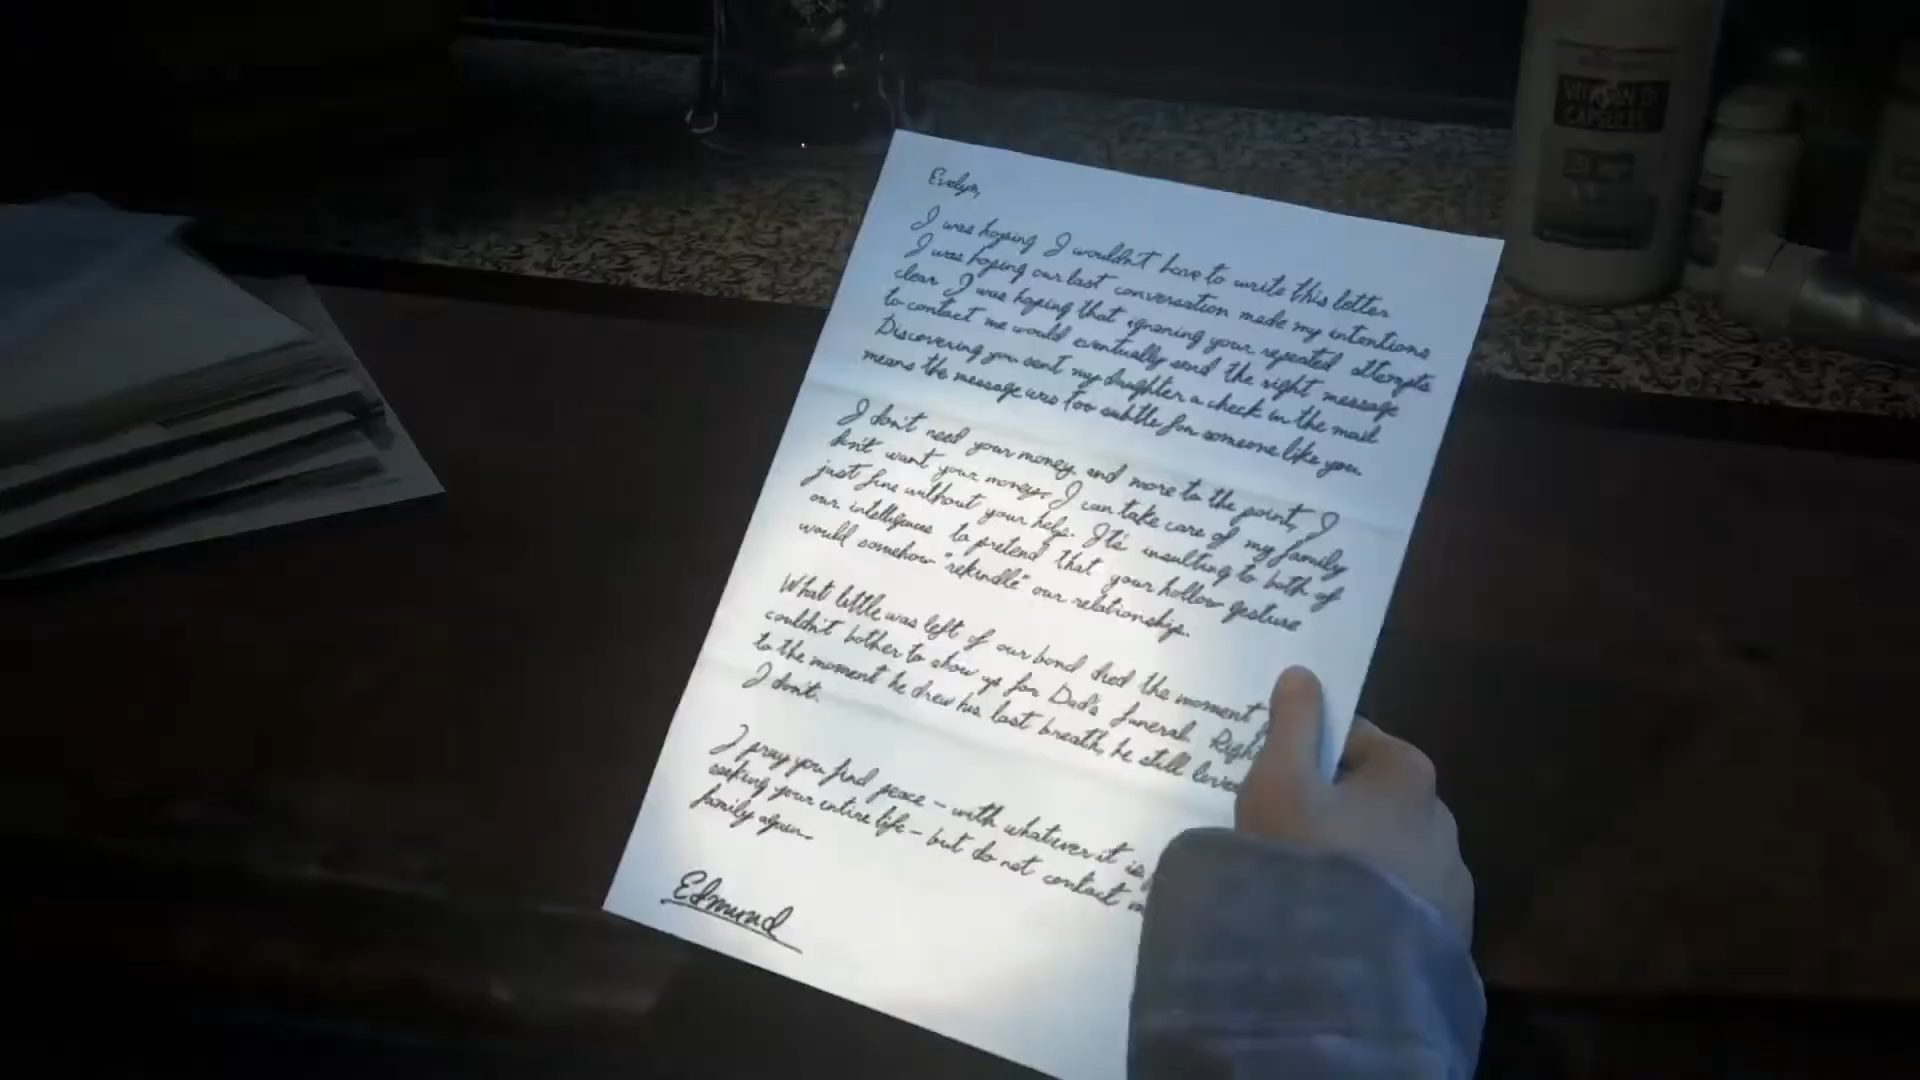 Evelyn,
I was hoping I wouldn't have to write this letter.
I was hoping our last conversation made my intentions
clear. I was hoping that ignoring your repeated attempts
to contact me would eventually send the right message
Discovering you sent my daughter a check in the mail
means the message was too subtle for someone like you.
I don't need your money, and more to the point, I
don't want your money. I can take care of my family
just fine without your help. It's insulting to both of
our intelligences to pretend that your hollow gesture
would somehow "rekindle" our relationship.
What little was left of our bond died the moment
couldn't bother to show up for Dad's funeral. Right
to the moment he drew his last breath, he still loved
I don't.
I pray you find peace - with whatever it is
seeking your entire life - but do not contact
family again.
Edmund
VITAMIN D
CAPSULES